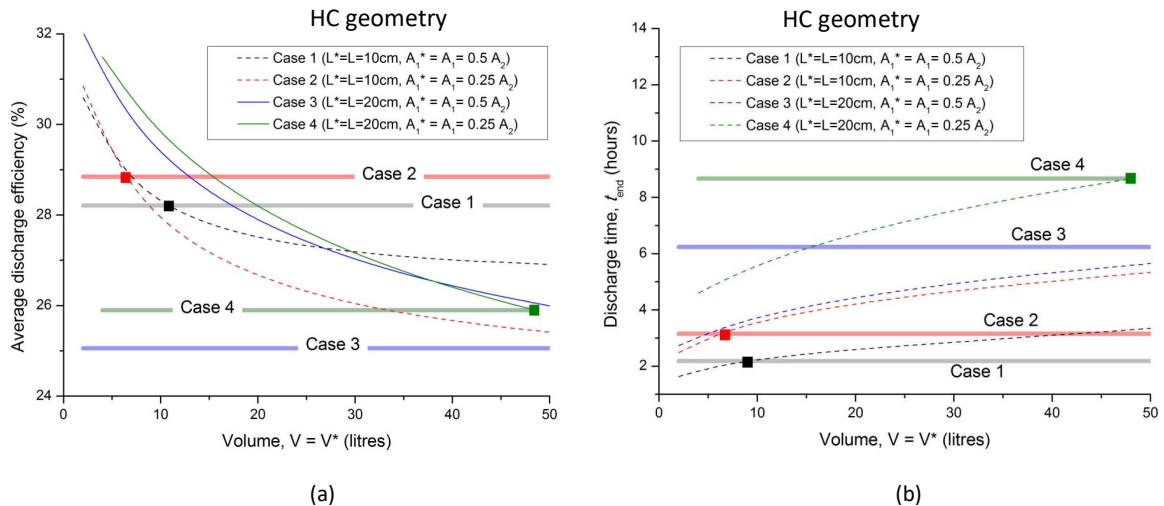 HC geometry
32
30
28
26
24
Average discharge efficiency (%)
Case 1 (L*=L=10cm, A₁* = A₁= 0.5 A₂)
Case 2 (L*=L=10cm, A₁* = A₁= 0.25 A₂)
Case 3 (L*=L=20cm, A₁* = A₁= 0.5 A₂)
Case 4 (L*=L=20cm, A₁* = A₁= 0.25 A₂)
Case 2
Case 1
Case 4
Case 3
0 10 20 30 40 50
Volume, V = V* (litres)
(a)
HC geometry
14
12
10
8
6
4
2
Discharge time, t_end (hours)
Case 1 (L*=L=10cm, A₁* = A₁= 0.5 A₂)
Case 2 (L*=L=10cm, A₁* = A₁= 0.25 A₂)
Case 3 (L*=L=20cm, A₁* = A₁= 0.5 A₂)
Case 4 (L*=L=20cm, A₁* = A₁= 0.25 A₂)
Case 4
Case 3
Case 2
Case 1
0 10 20 30 40 50
Volume, V = V* (litres)
(b)